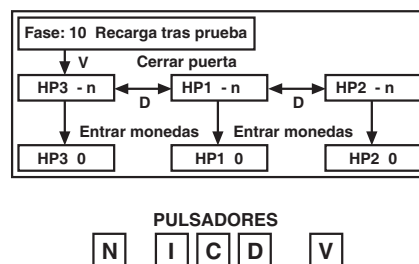 Fase: 10 Recarga tras prueba
V Cerrar puerta
HP3 - n HP1 - n HP2 - n
D D
Entrar monedas Entrar monedas
HP3 0 HP1 0 HP2 0
PULSADORES
N I C D V